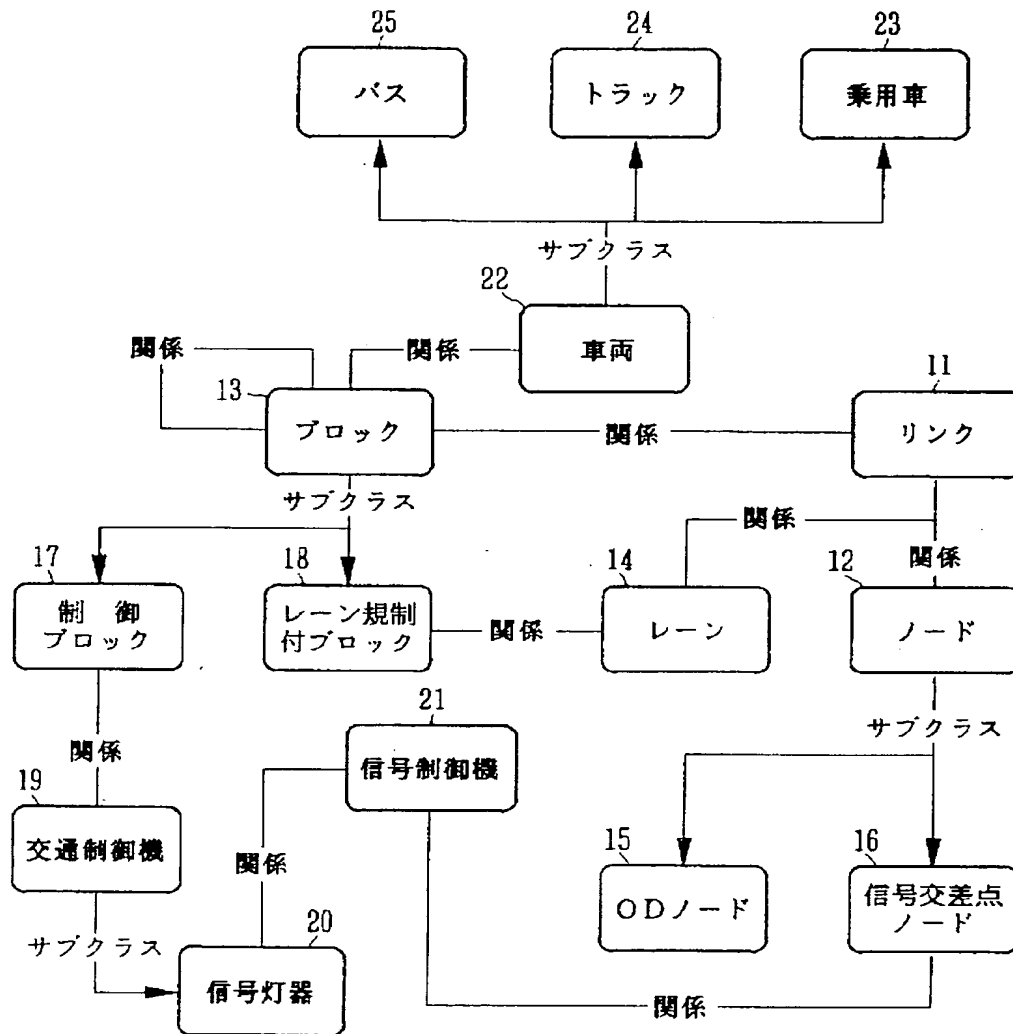 25
24
23
バス
トラック
乗用車
サブクラス
22
車両
関係
関係
13
ブロック
関係
11
リンク
サブクラス
関係
関係
17
制 御
ブロック
18
レーン規制
付ブロック
関係
14
レーン
12
ノード
関係
21
信号制御機
サブクラス
19
交通制御機
関係
15
ODノード
16
信号交差点
ノード
サブクラス
20
信号灯器
関係